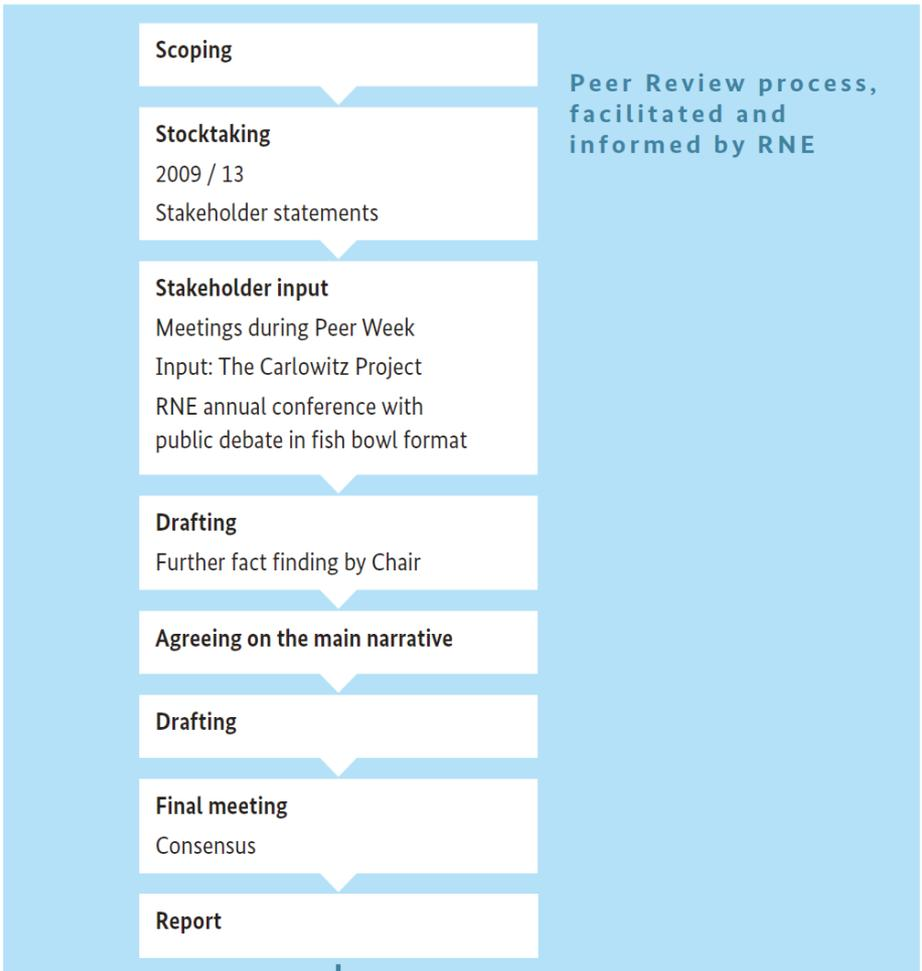 Scoping
Peer Review process,
facilitated and
informed by RNE
Stocktaking
2009 / 13
Stakeholder statements
Stakeholder input
Meetings during Peer Week
Input: The Carlowitz Project
RNE annual conference with
public debate in fish bowl format
Drafting
Further fact finding by Chair
Agreeing on the main narrative
Drafting
Final meeting
Consensus
Report